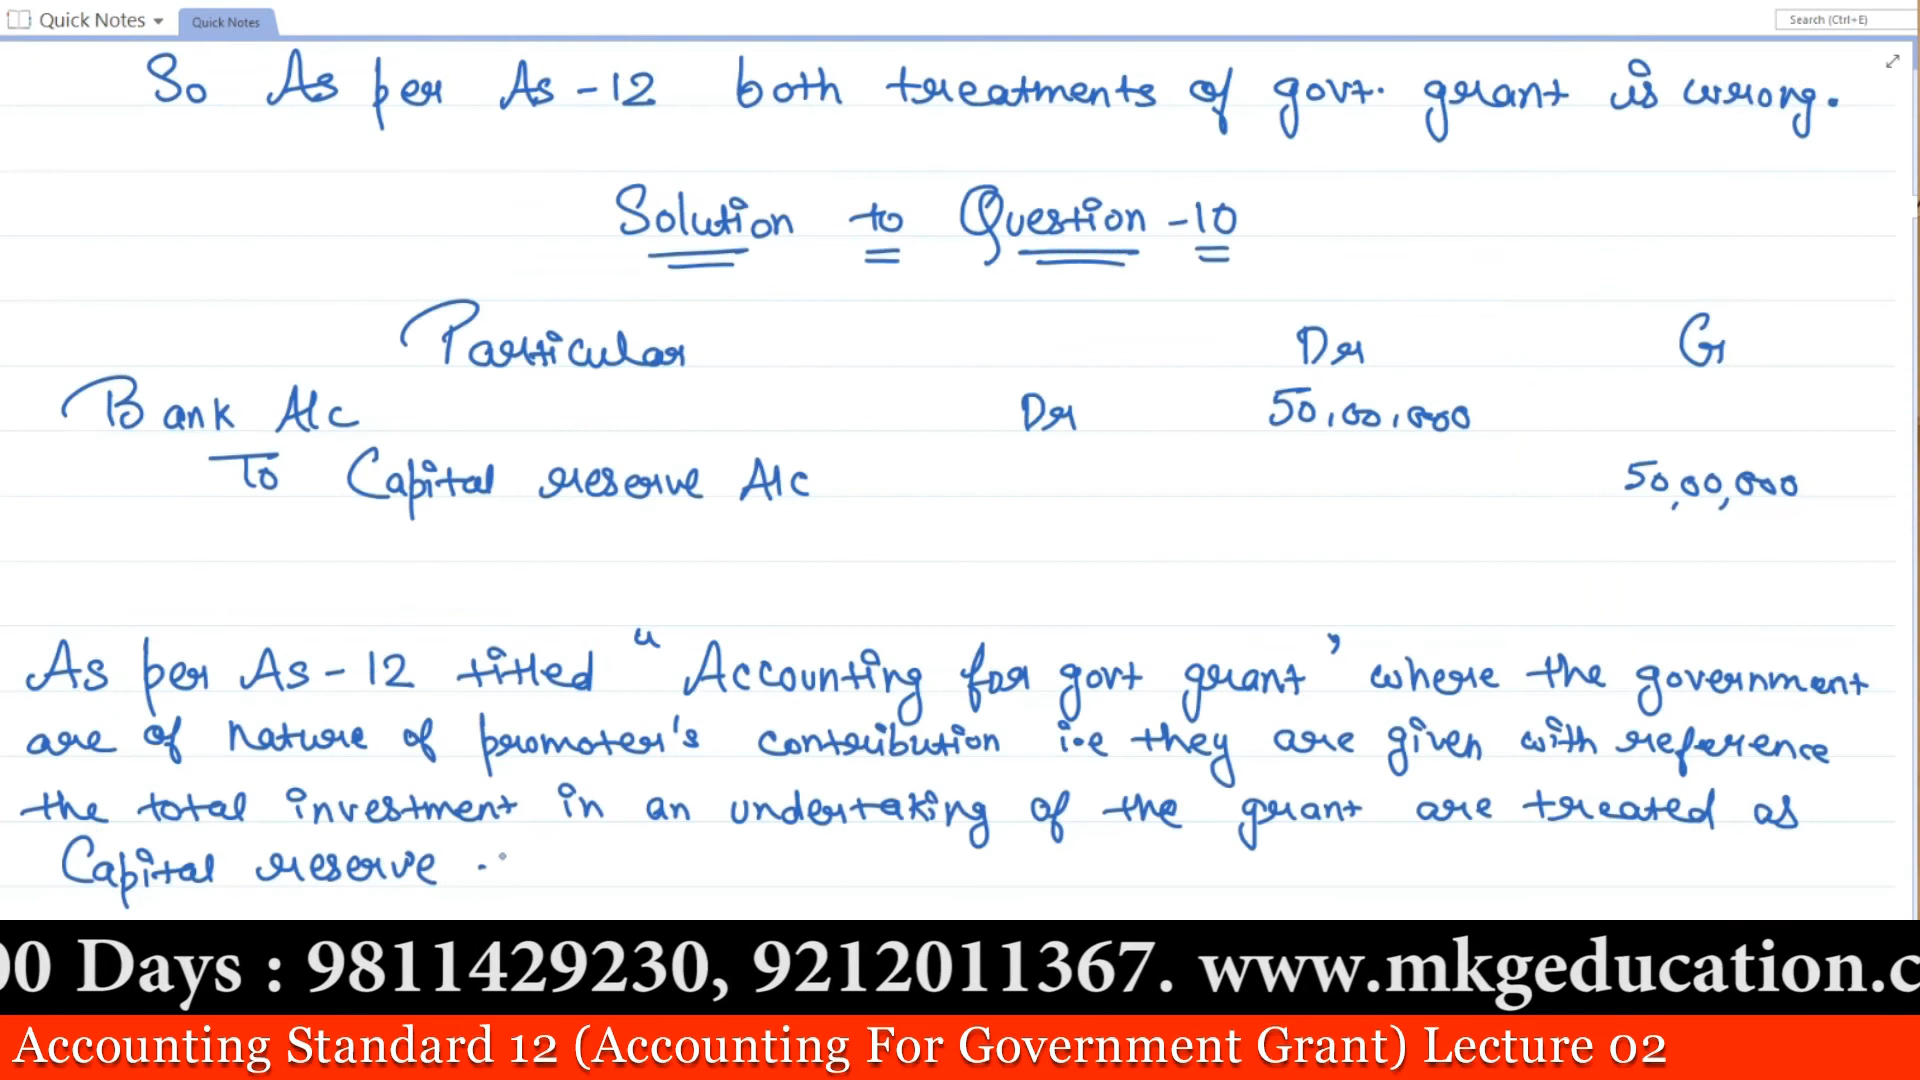 Quick Notes
Quick Notes
Search (Ctrl+E)
So As per As-12 both treatments of govt. grant is wrong.
Solution to Question-10
Particular Dr Cr
Bank A/c Dr 50,00,000
To Capital reserve A/c 50,00,000
As per As-12 titled "Accounting for govt grant" where the government
are of nature of promoter's contribution i.e they are given with reference
the total investment in an undertaking of the grant are treated as
Capital reserve.
00 Days : 9811429230, 9212011367. www.mkgeducation.c
Accounting Standard 12 (Accounting For Government Grant) Lecture 02